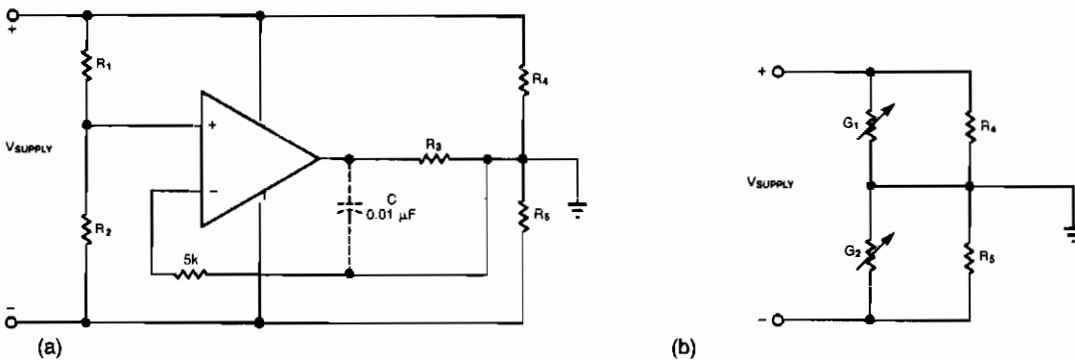 +
R1
R4
+
VSUPPLY
R3
−
C
0.01 μF
R2
R5
5k
−
(a)
+
G1
R4
VSUPPLY
G2
R5
−
(b)